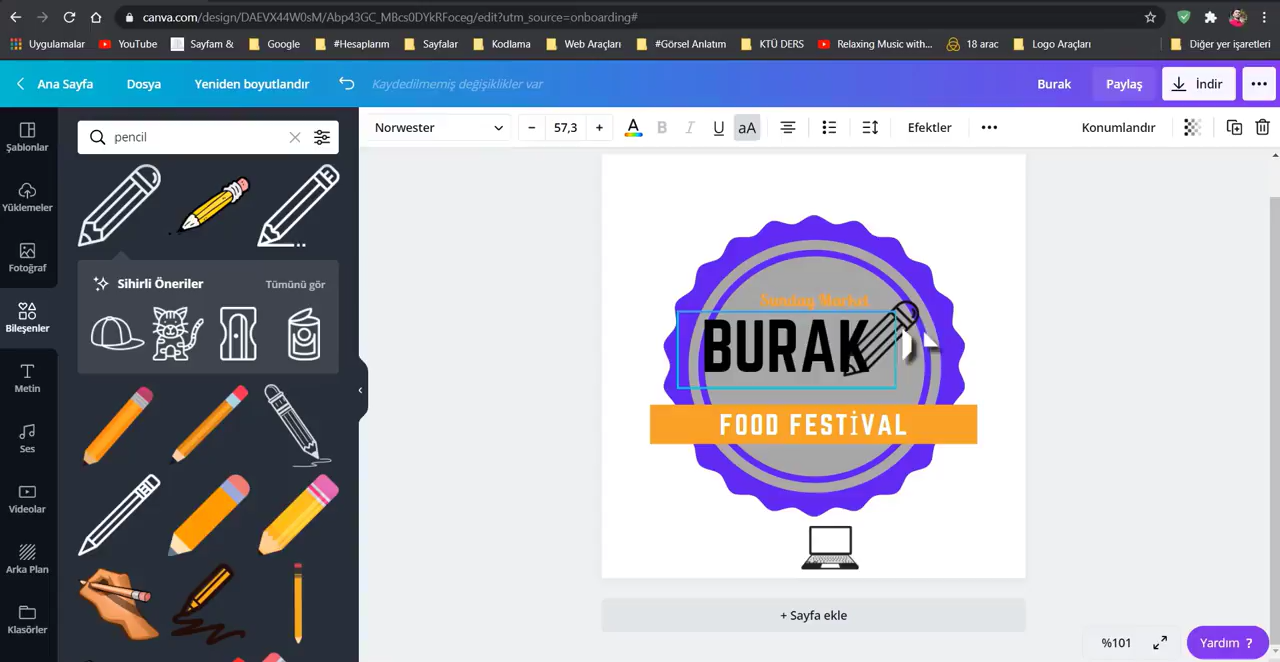 canva.com/design/DAEVX44W0sM/Abp43GC_MBcs0DYkRFoceg/edit?utm_source=onboarding#
Uygulamalar YouTube Sayfam & Google #Hesaplarım Sayfalar Kodlama Web Araçları #Görsel Anlatım KTÜ DERS Relaxing Music with... 18 arac Logo Araçları Diğer yer işaretleri
Ana Sayfa Dosya Yeniden boyutlandır Kaydedilmemiş değişiklikler var Burak Paylaş İndir
Norwester 57,3 A B I U aA Efektler Konumlandır
pencil
Şablonlar
Yüklemeler
Fotoğraf
Bileşenler
Metin
Ses
Videolar
Arka Plan
Klasörler
Sihirli Öneriler Tümünü gör
Sunday Market
BURAK
FOOD FESTİVAL
+ Sayfa ekle
%101 Yardım ?